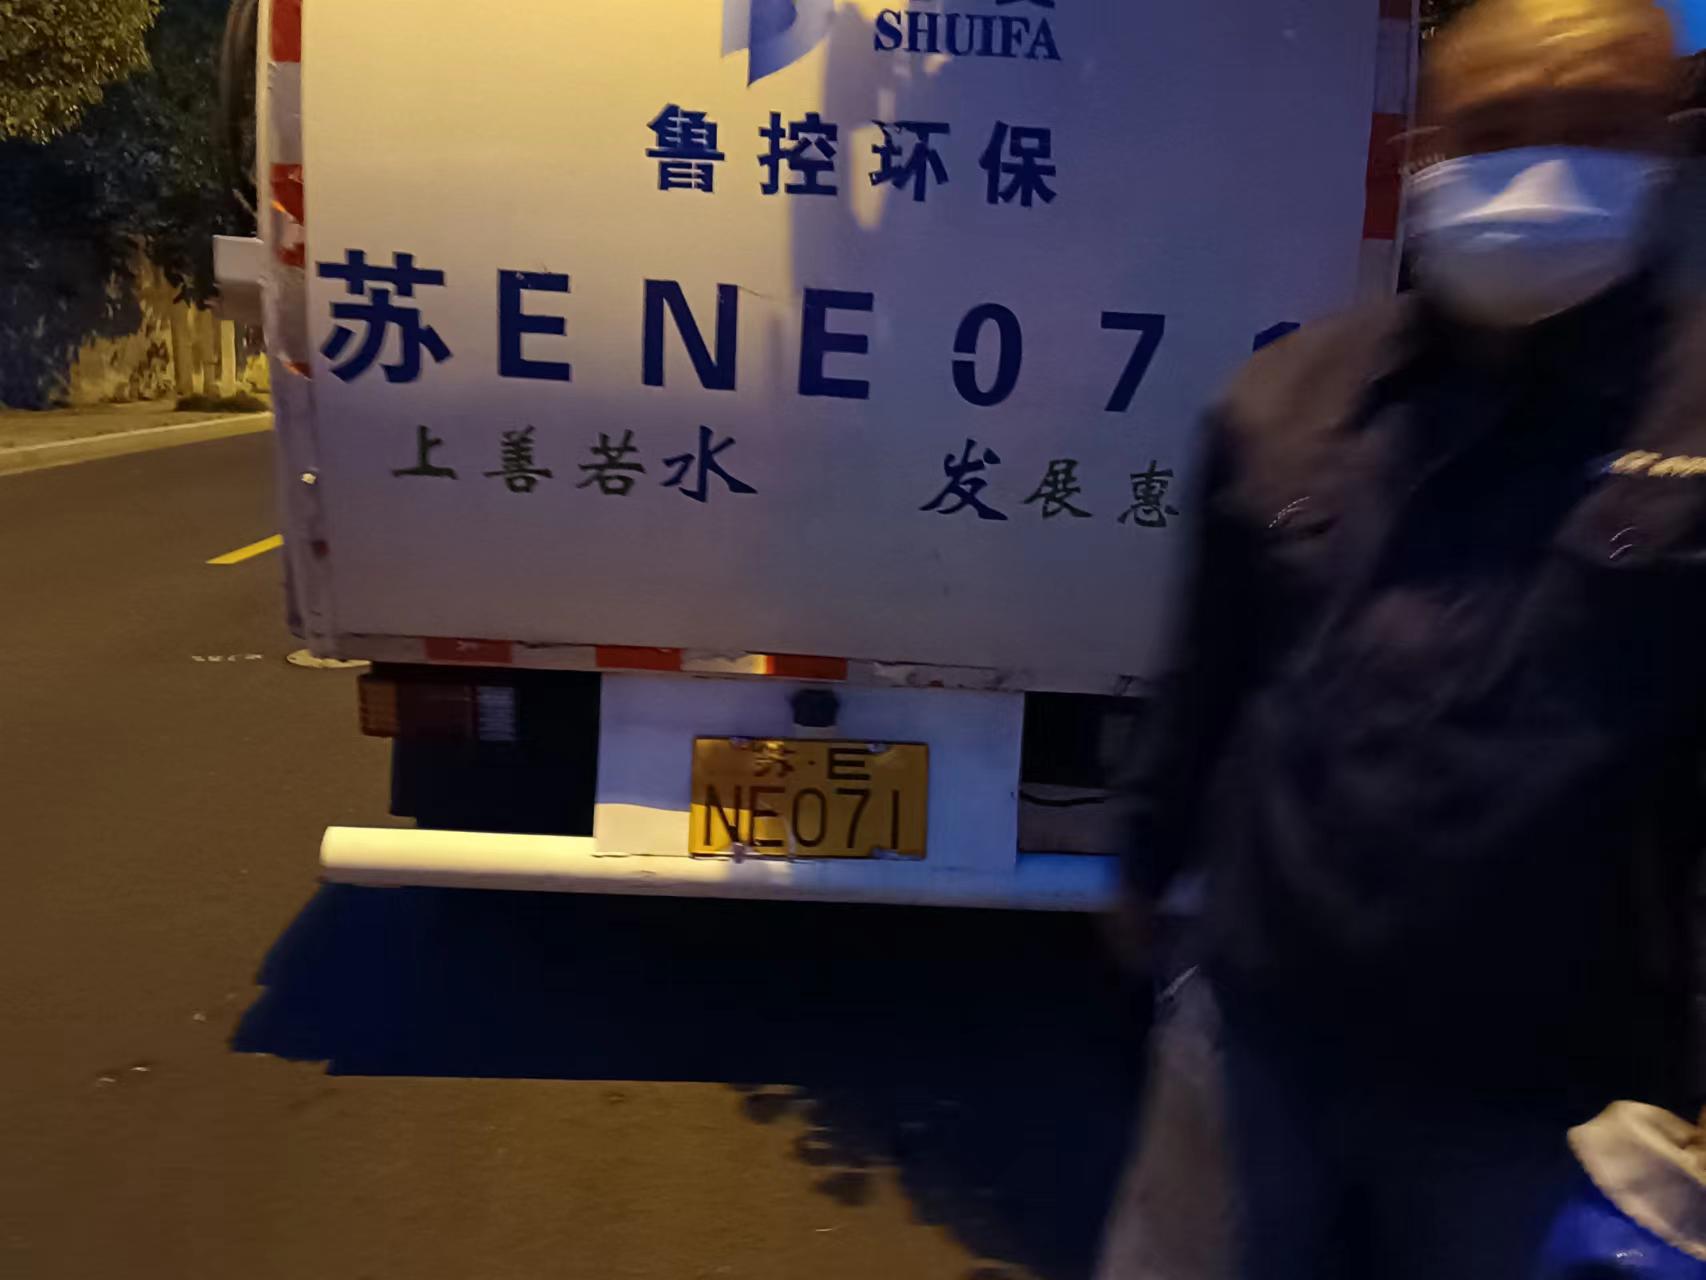 SHUIFA
鲁控环保
苏ENE07
上善若水 发展惠
苏·E
NE071